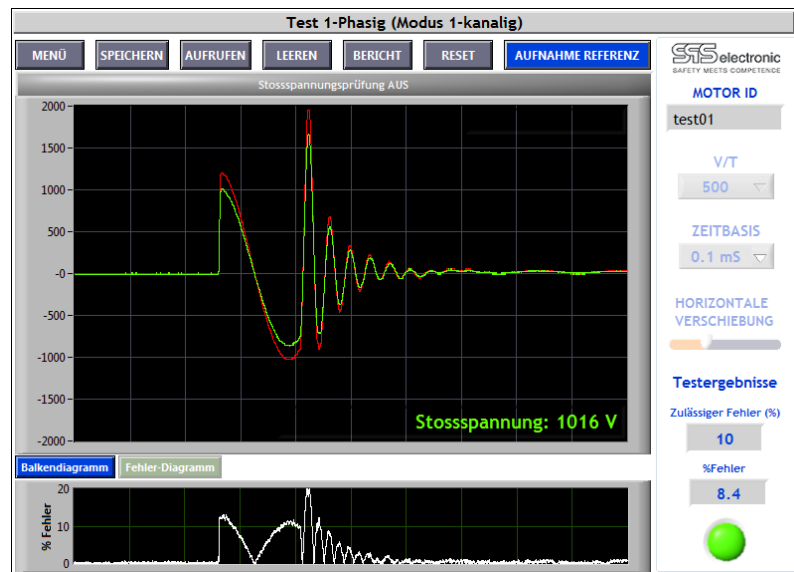 Test 1-Phasig (Modus 1-kanalig)
MENÜ SPEICHERN AUFRUFEN LEEREN BERICHT RESET AUFNAHME REFERENZ
SPS electronic
SAFETY MEETS COMPETENCE
Stossspannungsprüfung AUS
2000
1500
1000
500
-0
-500
-1000
-1500
-2000
Stossspannung: 1016 V
MOTOR ID
test01
V/T
500
ZEITBASIS
0.1 mS
HORIZONTALE
VERSCHIEBUNG
Testergebnisse
Zulässiger Fehler (%)
10
%Fehler
8.4
Balkendiagramm Fehler-Diagramm
% Fehler
20
10
0